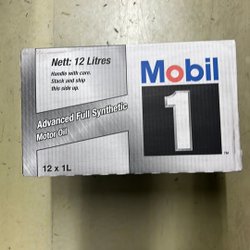 Nett: 12 Litres
Handle with care.
Stack and ship
this side up.
Advanced Full Synthetic
Motor Oil
12 x 1L
Mobil
1
TM